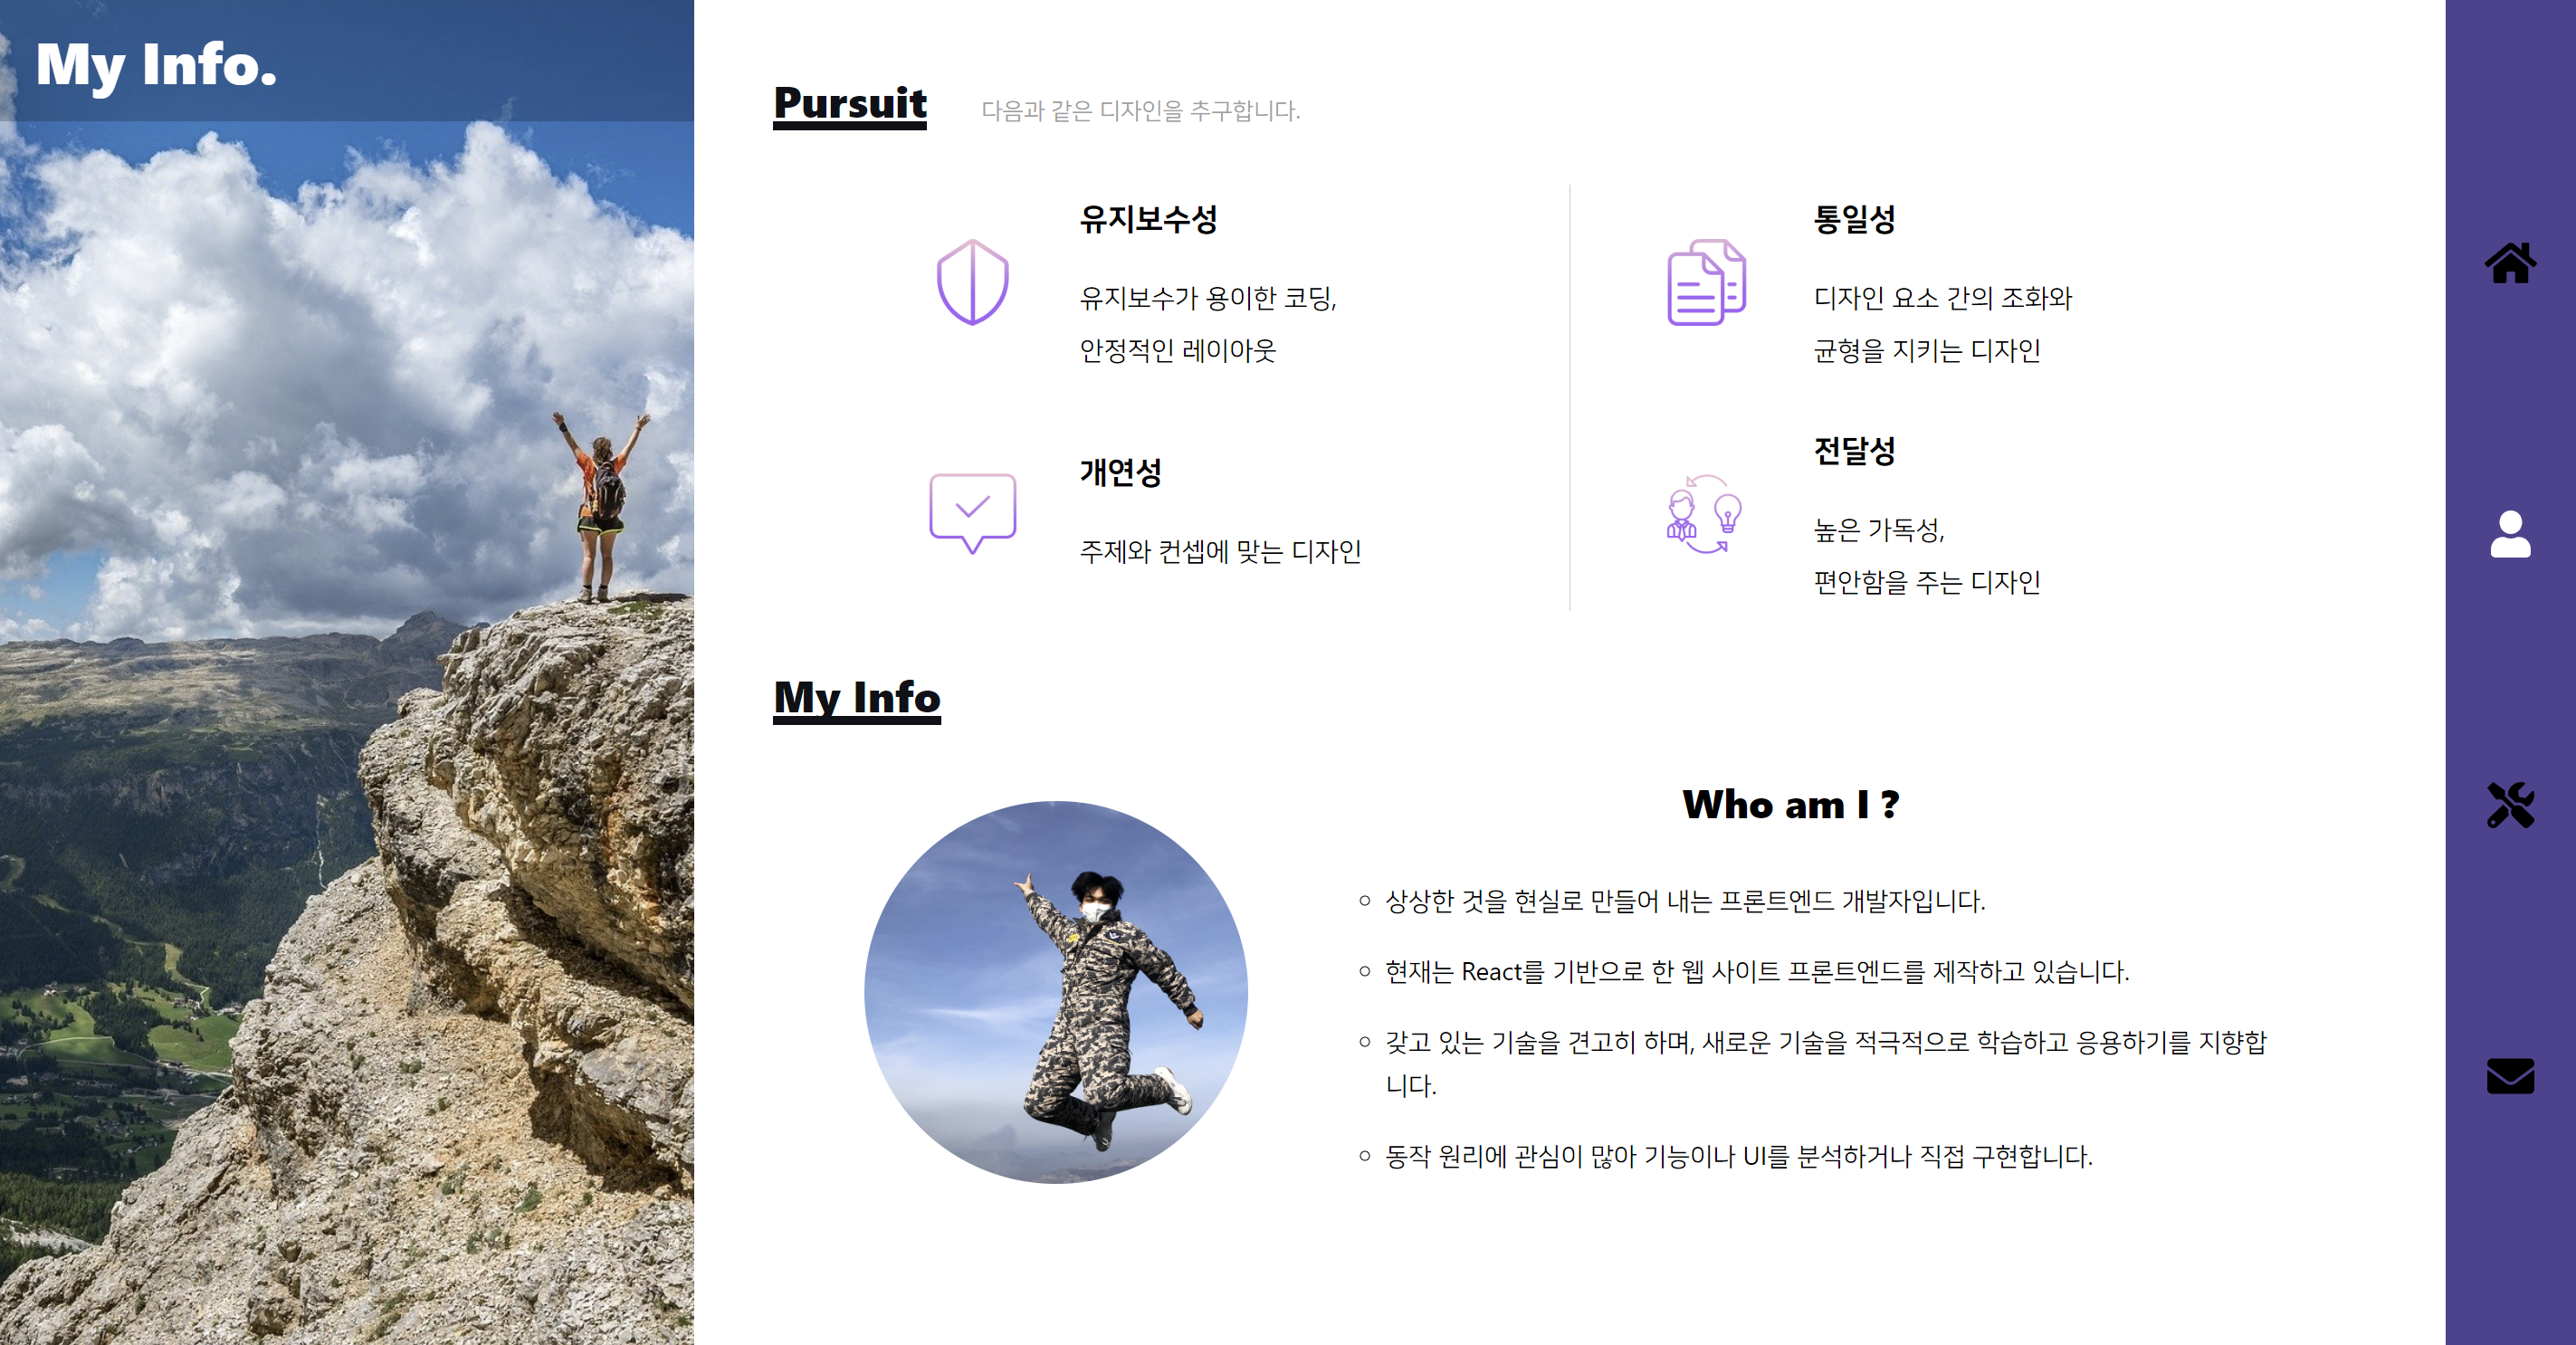 My Info.
Pursuit
다음과 같은 디자인을 추구합니다.
유지보수성
유지보수가 용이한 코딩,
안정적인 레이아웃
통일성
디자인 요소 간의 조화와
균형을 지키는 디자인
개연성
주제와 컨셉에 맞는 디자인
전달성
높은 가독성,
편안함을 주는 디자인
My Info
Who am I ?
상상한 것을 현실로 만들어 내는 프론트엔드 개발자입니다.
현재는 React를 기반으로 한 웹 사이트 프론트엔드를 제작하고 있습니다.
갖고 있는 기술을 견고히 하며, 새로운 기술을 적극적으로 학습하고 응용하기를 지향합
니다.
동작 원리에 관심이 많아 기능이나 UI를 분석하거나 직접 구현합니다.